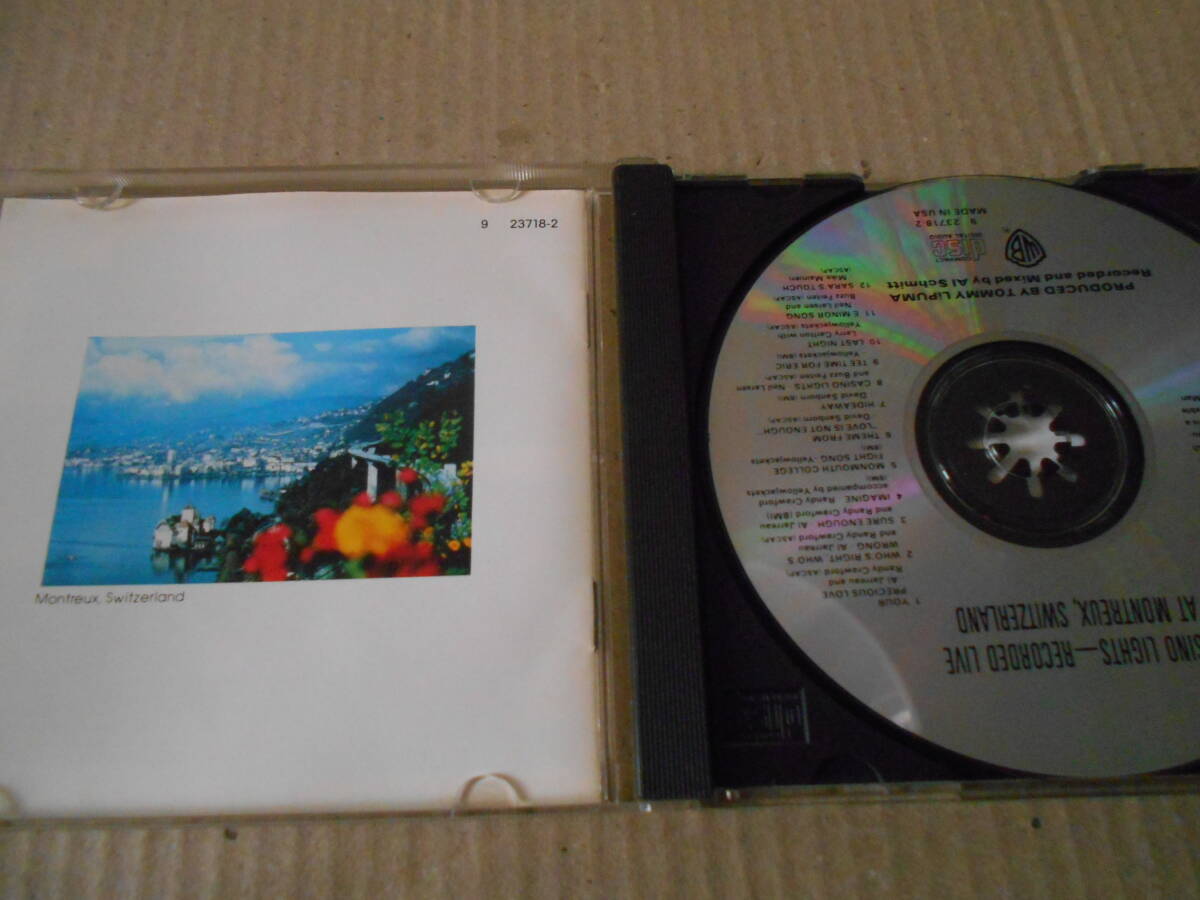 9 23718-2
Montreux, Switzerland
SINO LIGHTS—RECORDED LIVE
AT MONTREUX, SWITZERLAND
1 YOUR
PRECIOUS LOVE
Al Jarreau and
Randy Crawford (ASCAP)
2 WHO'S RIGHT, WHO'S
WRONG Al Jarreau
and Randy Crawford (ASCAP)
3 SURE ENOUGH Al Jarreau
and Randy Crawford (BMI)
4 IMAGINE Randy Crawford
accompanied by Yellowjackets
(BMI)
5 MONMOUTH COLLEGE
FIGHT SONG Yellowjackets
(BMI)
6 THEME FROM
"LOVE IS NOT ENOUGH"
David Sanborn (ASCAP)
7 HIDEAWAY
David Sanborn (BMI)
8 CASINO LIGHTS Neil Larsen
and Buzz Feiten (ASCAP)
9 TEE TIME FOR ERIC
Yellowjackets (BMI)
10 LAST NIGHT
Larry Carlton with
Yellowjackets (ASCAP)
11 E MINOR SONG
Neil Larsen and
Buzz Feiten (ASCAP)
12 SARA'S TOUCH
Mike Mainieri
(ASCAP)
PRODUCED BY TOMMY LiPUMA
Recorded and Mixed by Al Schmitt
WB
COMPACT
disc
DIGITAL AUDIO
9 23718 2
MADE IN USA